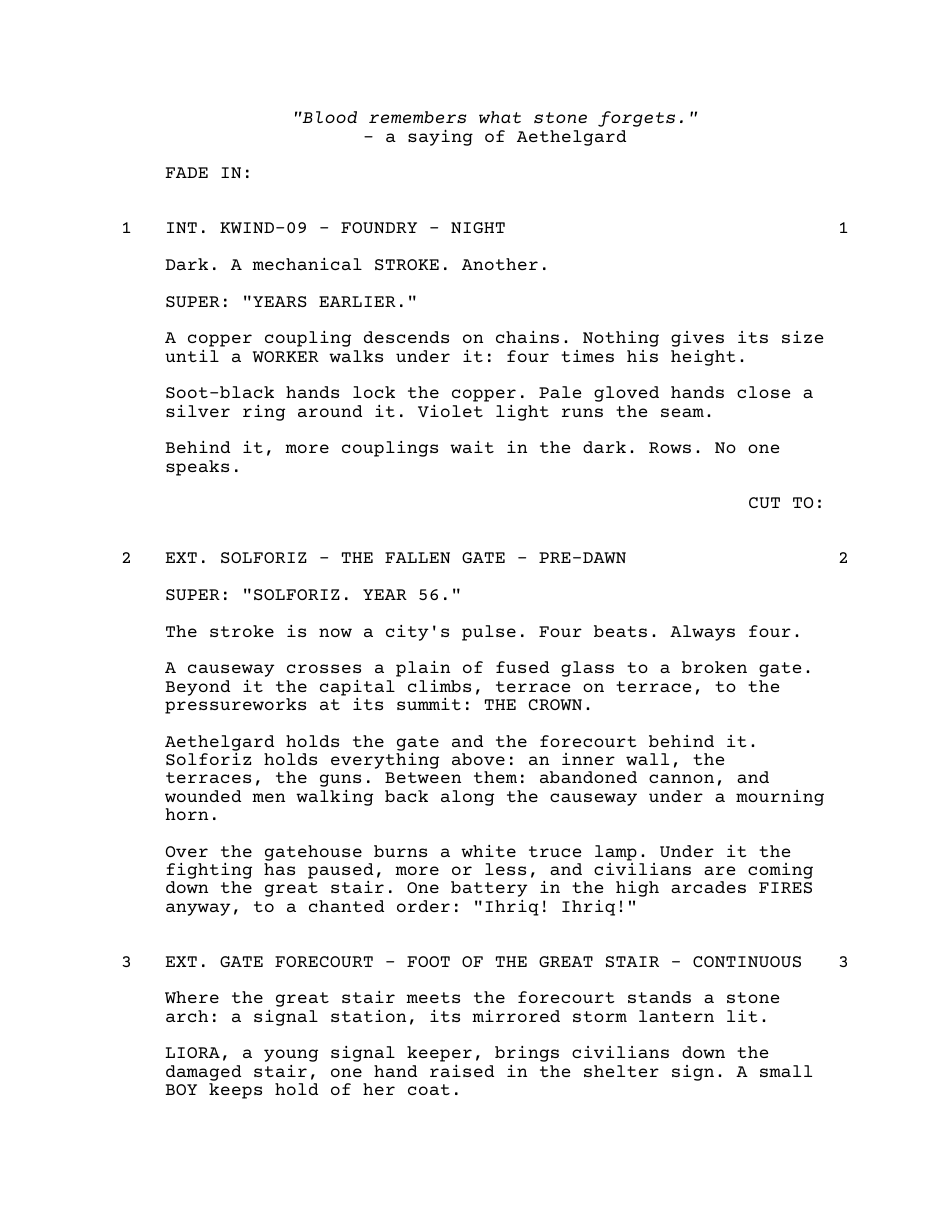 "Blood remembers what stone forgets."
– a saying of Aethelgard
FADE IN:
1 INT. KWIND-09 – FOUNDRY – NIGHT 1
Dark. A mechanical STROKE. Another.
SUPER: "YEARS EARLIER."
A copper coupling descends on chains. Nothing gives its size
until a WORKER walks under it: four times his height.
Soot-black hands lock the copper. Pale gloved hands close a
silver ring around it. Violet light runs the seam.
Behind it, more couplings wait in the dark. Rows. No one
speaks.
CUT TO:
2 EXT. SOLFORIZ – THE FALLEN GATE – PRE-DAWN 2
SUPER: "SOLFORIZ. YEAR 56."
The stroke is now a city's pulse. Four beats. Always four.
A causeway crosses a plain of fused glass to a broken gate.
Beyond it the capital climbs, terrace on terrace, to the
pressureworks at its summit: THE CROWN.
Aethelgard holds the gate and the forecourt behind it.
Solforiz holds everything above: an inner wall, the
terraces, the guns. Between them: abandoned cannon, and
wounded men walking back along the causeway under a mourning
horn.
Over the gatehouse burns a white truce lamp. Under it the
fighting has paused, more or less, and civilians are coming
down the great stair. One battery in the high arcades FIRES
anyway, to a chanted order: "Ihriq! Ihriq!"
3 EXT. GATE FORECOURT – FOOT OF THE GREAT STAIR – CONTINUOUS 3
Where the great stair meets the forecourt stands a stone
arch: a signal station, its mirrored storm lantern lit.
LIORA, a young signal keeper, brings civilians down the
damaged stair, one hand raised in the shelter sign. A small
BOY keeps hold of her coat.